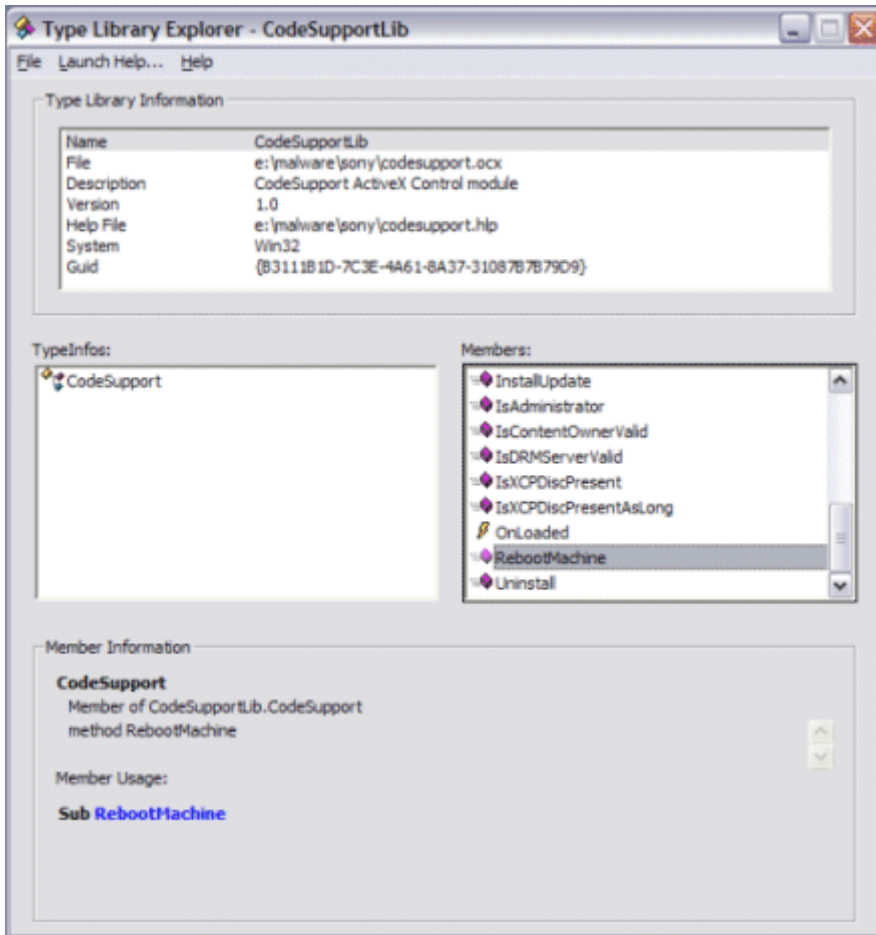 Type Library Explorer - CodeSupportLib
File Launch Help... Help
Type Library Information
Name CodeSupportLib
File e:\malware\sony\codesupport.ocx
Description CodeSupport ActiveX Control module
Version 1.0
Help File e:\malware\sony\codesupport.hlp
System Win32
Guid {B3111B1D-7C3E-4A61-8A37-31087B7B79D9}
TypeInfos:
CodeSupport
Members:
InstallUpdate
IsAdministrator
IsContentOwnerValid
IsDRMServerValid
IsXCPDiscPresent
IsXCPDiscPresentAsLong
OnLoaded
RebootMachine
Uninstall
Member Information
CodeSupport
Member of CodeSupportLib.CodeSupport
method RebootMachine
Member Usage:
Sub RebootMachine